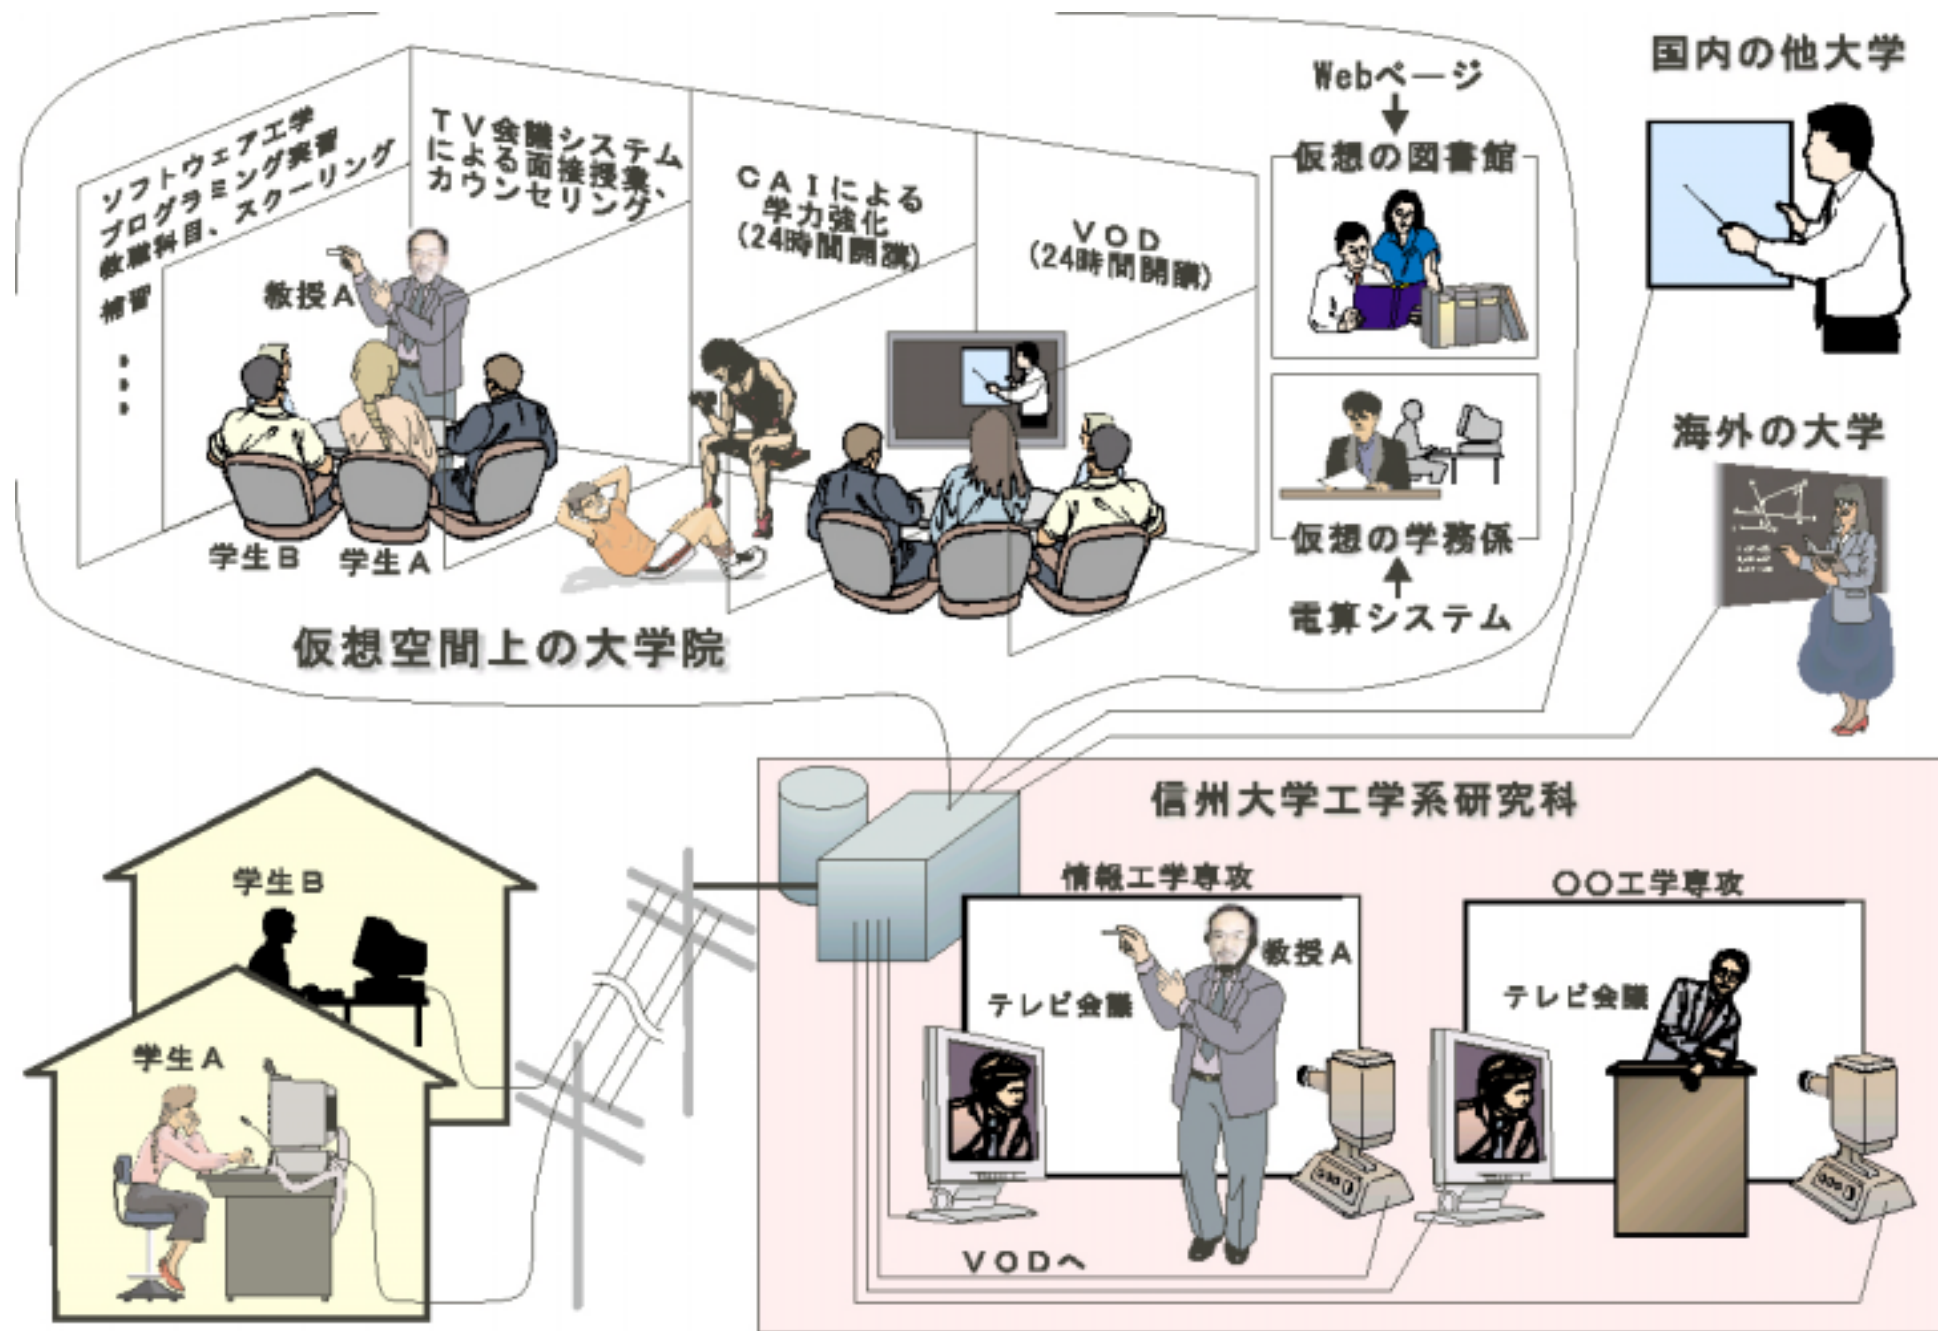 ソフトウェア工学
プログラミング実習
教職科目、スクーリング
補習
TV会議システム
による面接授業、
カウンセリング
CAIによる
学力強化
(24時間開講)
VOD
(24時間開講)
教授A
学生B
学生A
仮想空間上の大学院
Webページ
仮想の図書館
仮想の学務係
電算システム
国内の他大学
海外の大学
学生B
学生A
信州大学工学系研究科
情報工学専攻
教授A
テレビ会議
〇〇工学専攻
テレビ会議
VODへ